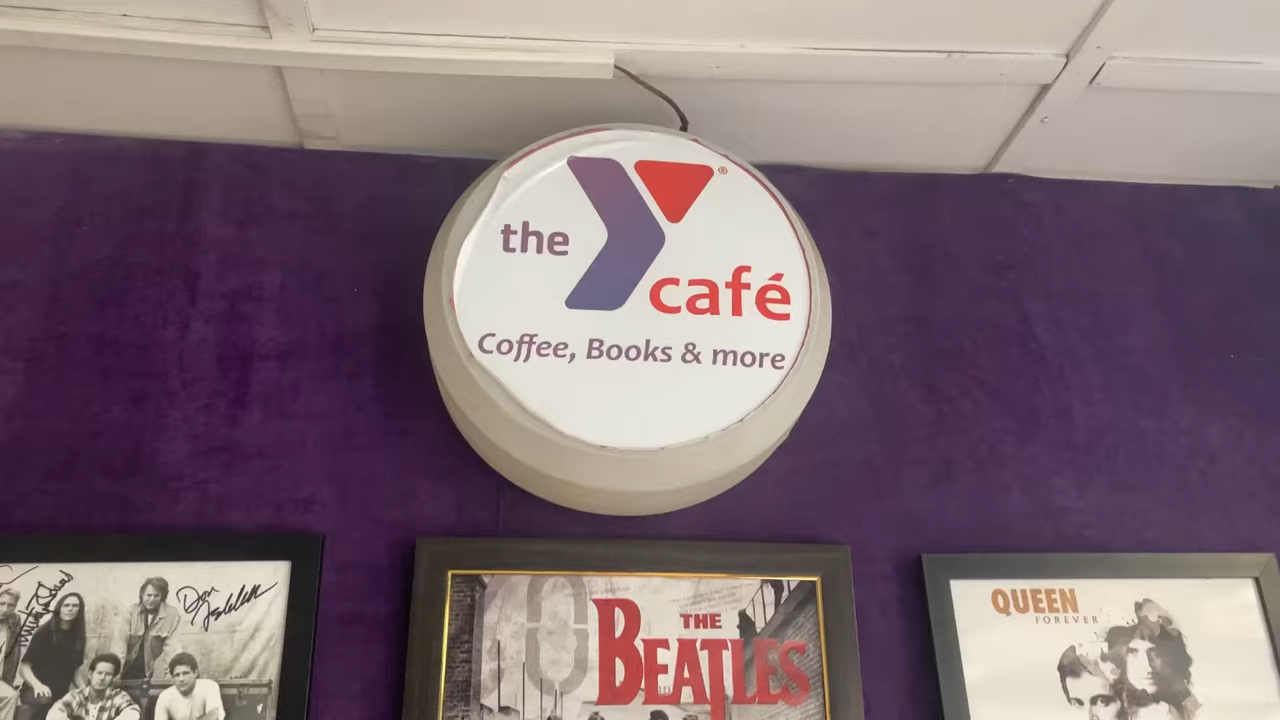 the Y®
café
Coffee, Books & more
THE
BEATLES
QUEEN
FOREVER